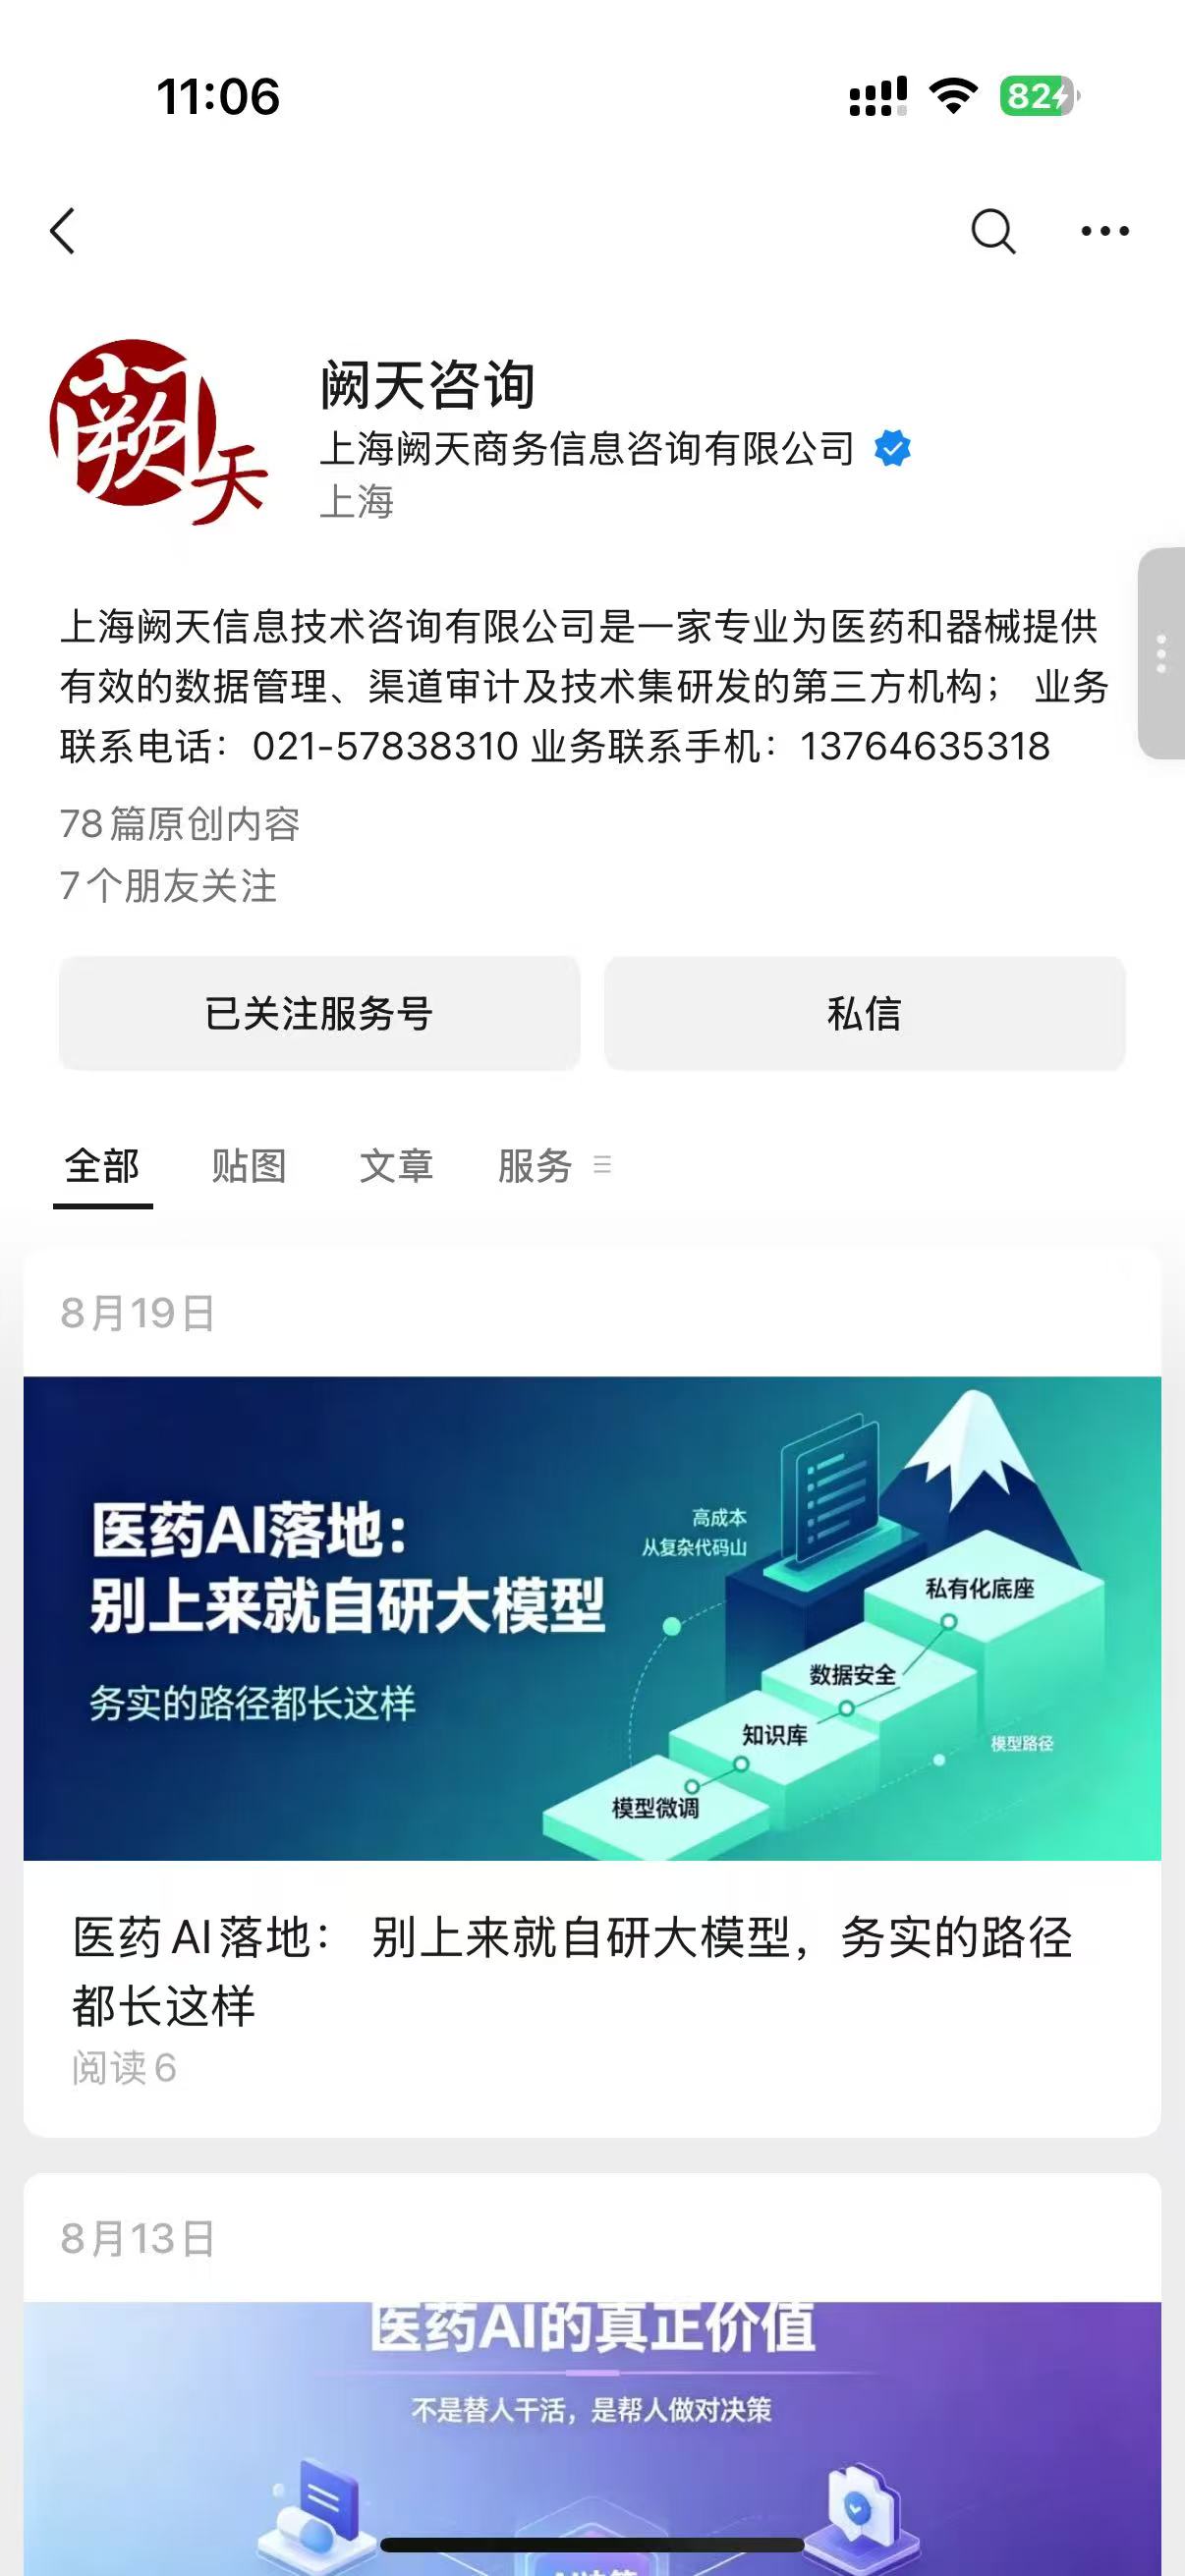 11:06
82
阙天
阙天咨询
上海阙天商务信息咨询有限公司
上海
上海阙天信息技术咨询有限公司是一家专业为医药和器械提供
有效的数据管理、渠道审计及技术集研发的第三方机构； 业务
联系电话：021-57838310 业务联系手机：13764635318
78篇原创内容
7个朋友关注
已关注服务号
私信
全部
贴图
文章
服务
8月19日
医药AI落地：
别上来就自研大模型
务实的路径都长这样
高成本
从复杂代码山
私有化底座
数据安全
知识库
模型微调
模型路径
医药AI落地： 别上来就自研大模型，务实的路径
都长这样
阅读6
8月13日
医药AI的真正价值
不是替人干活，是帮人做对决策